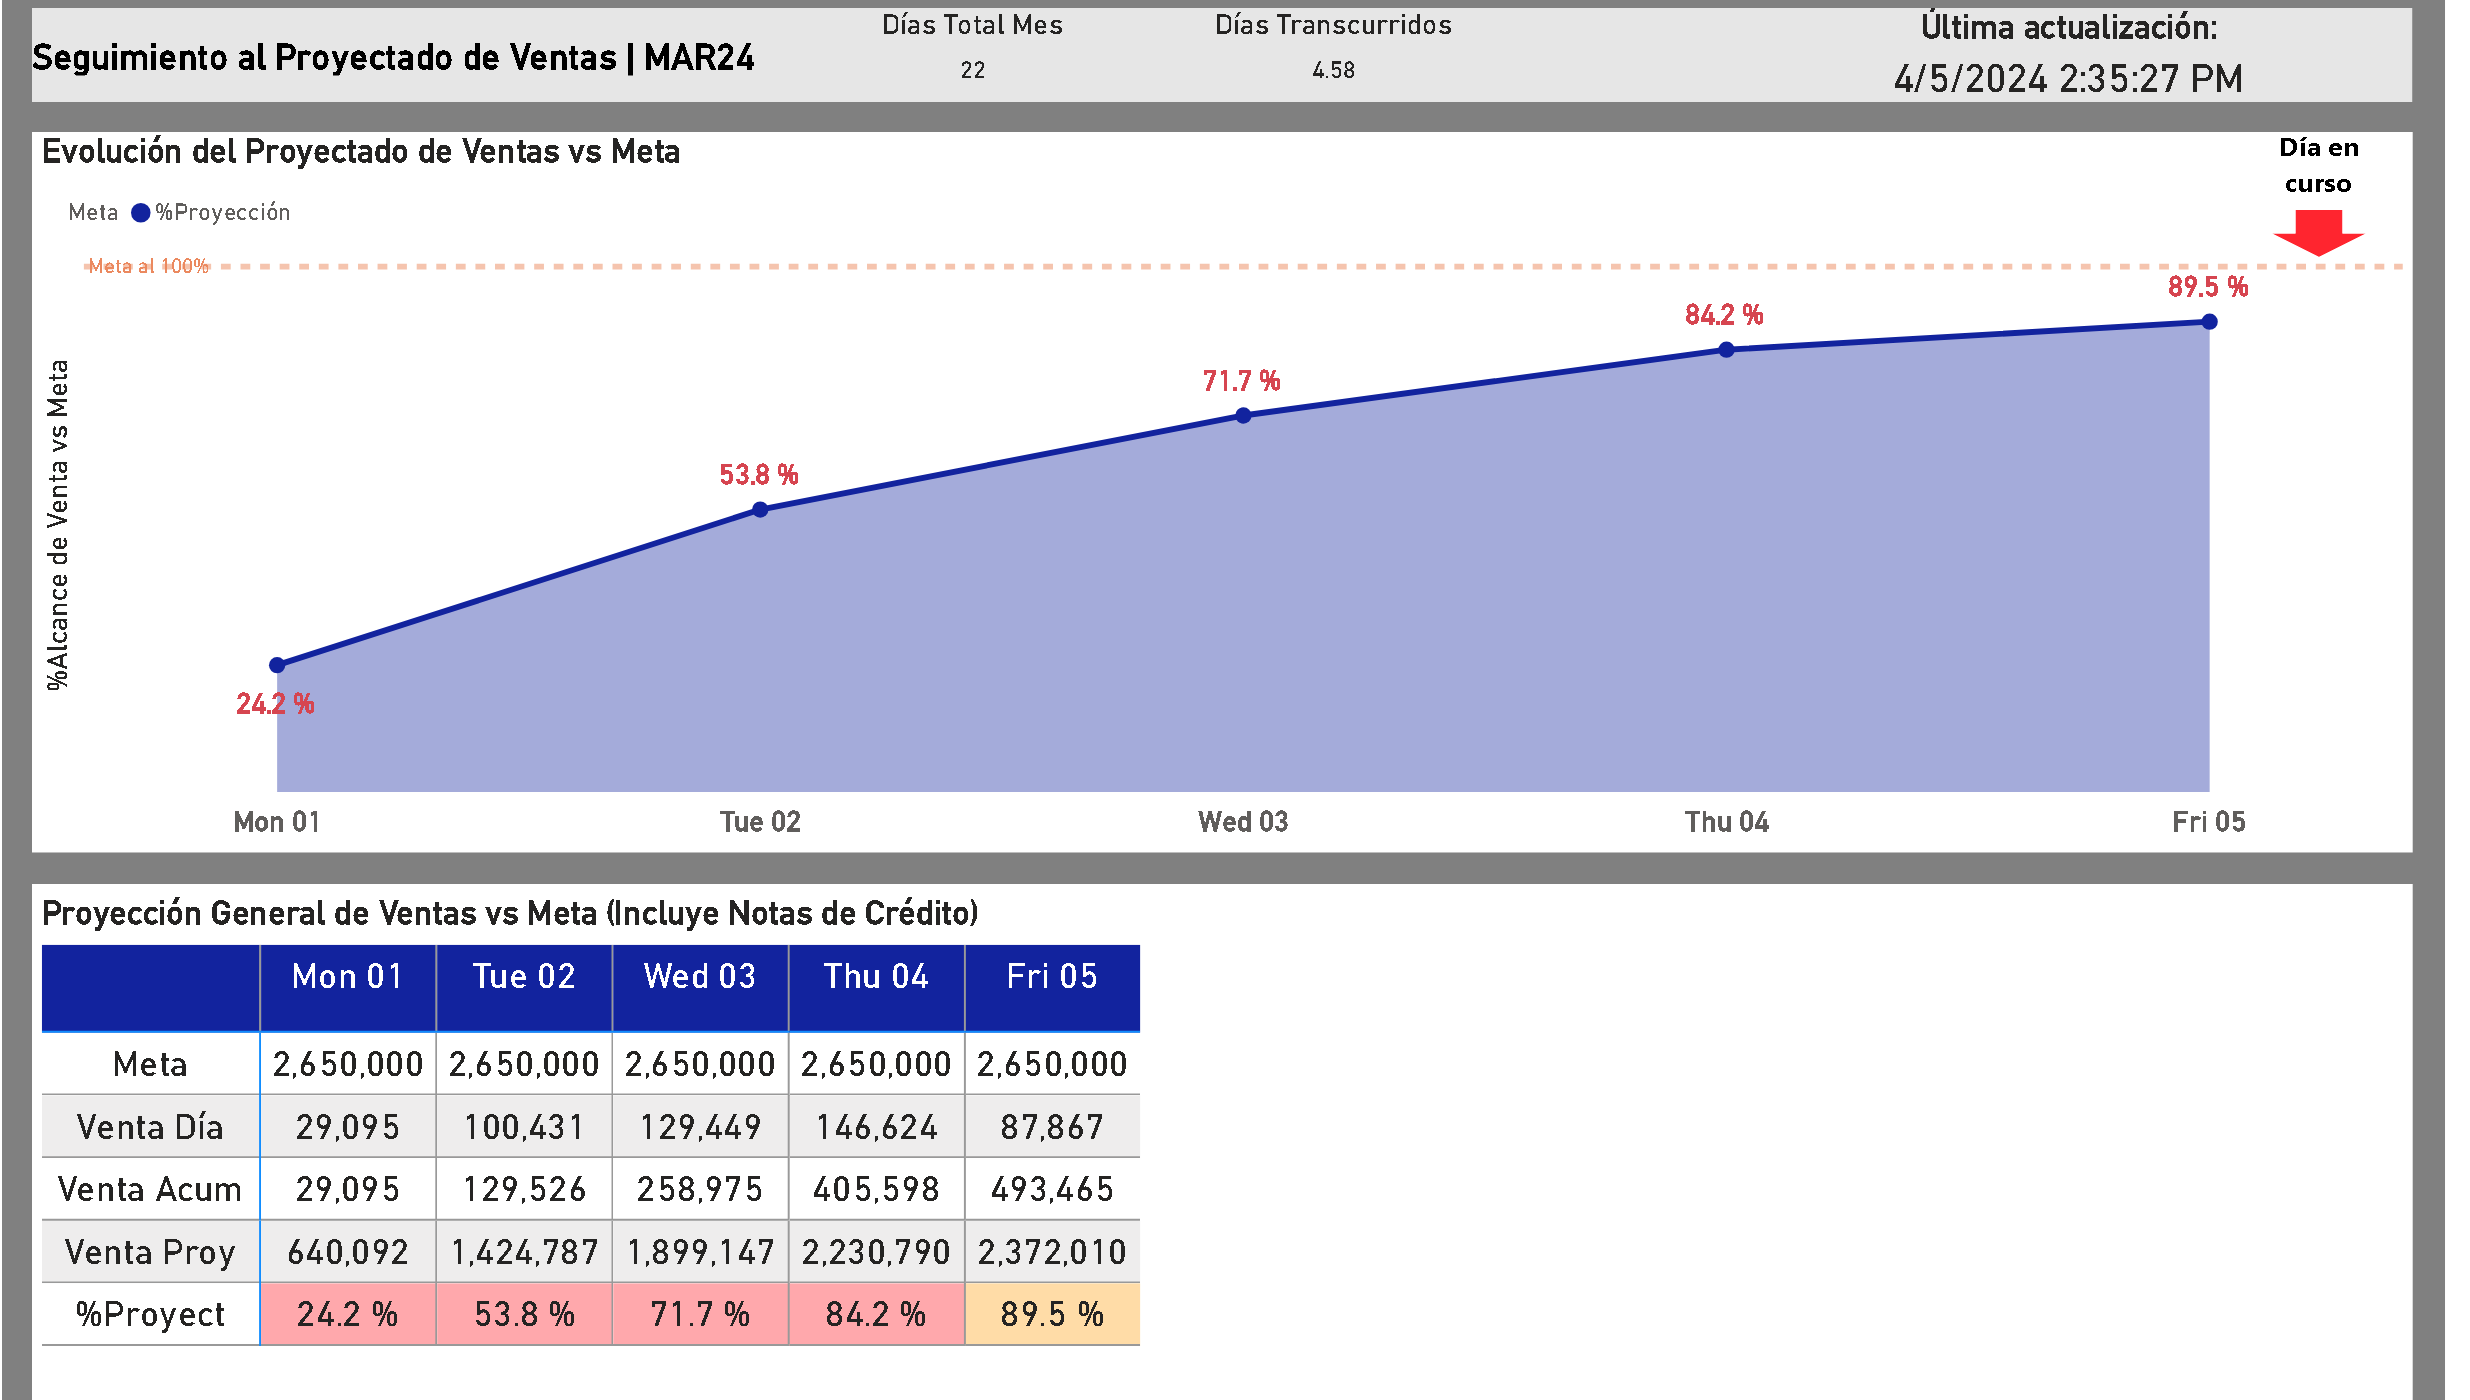 Seguimiento al Proyectado de Ventas | MAR24
Días Total Mes
22
Días Transcurridos
4.58
Última actualización:
4/5/2024 2:35:27 PM
Evolución del Proyectado de Ventas vs Meta
Día en
curso
Meta %Proyección
Meta al 100%
%Alcance de Venta vs Meta
24.2 %
53.8 %
71.7 %
84.2 %
89.5 %
Mon 01 Tue 02 Wed 03 Thu 04 Fri 05
Proyección General de Ventas vs Meta (Incluye Notas de Crédito)
Mon 01 Tue 02 Wed 03 Thu 04 Fri 05
Meta 2,650,000 2,650,000 2,650,000 2,650,000 2,650,000
Venta Día 29,095 100,431 129,449 146,624 87,867
Venta Acum 29,095 129,526 258,975 405,598 493,465
Venta Proy 640,092 1,424,787 1,899,147 2,230,790 2,372,010
%Proyect 24.2 % 53.8 % 71.7 % 84.2 % 89.5 %